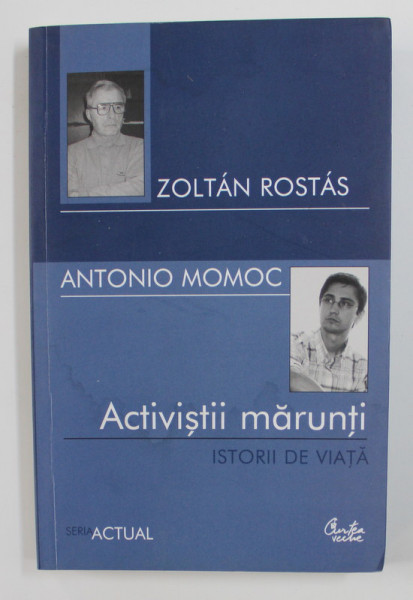 ZOLTÁN ROSTÁS
ANTONIO MOMOC
Activiștii mărunți
ISTORII DE VIAȚĂ
SERIA ACTUAL
Curtea
veche